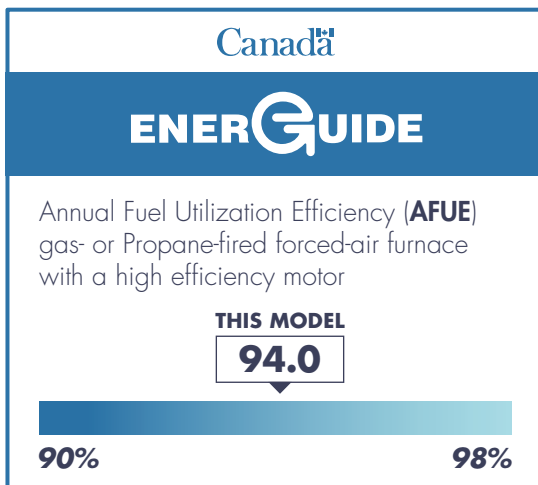 Canada
ENERGUIDE
Annual Fuel Utilization Efficiency (AFUE)
gas- or Propane-fired forced-air furnace
with a high efficiency motor
THIS MODEL
94.0
90% 98%